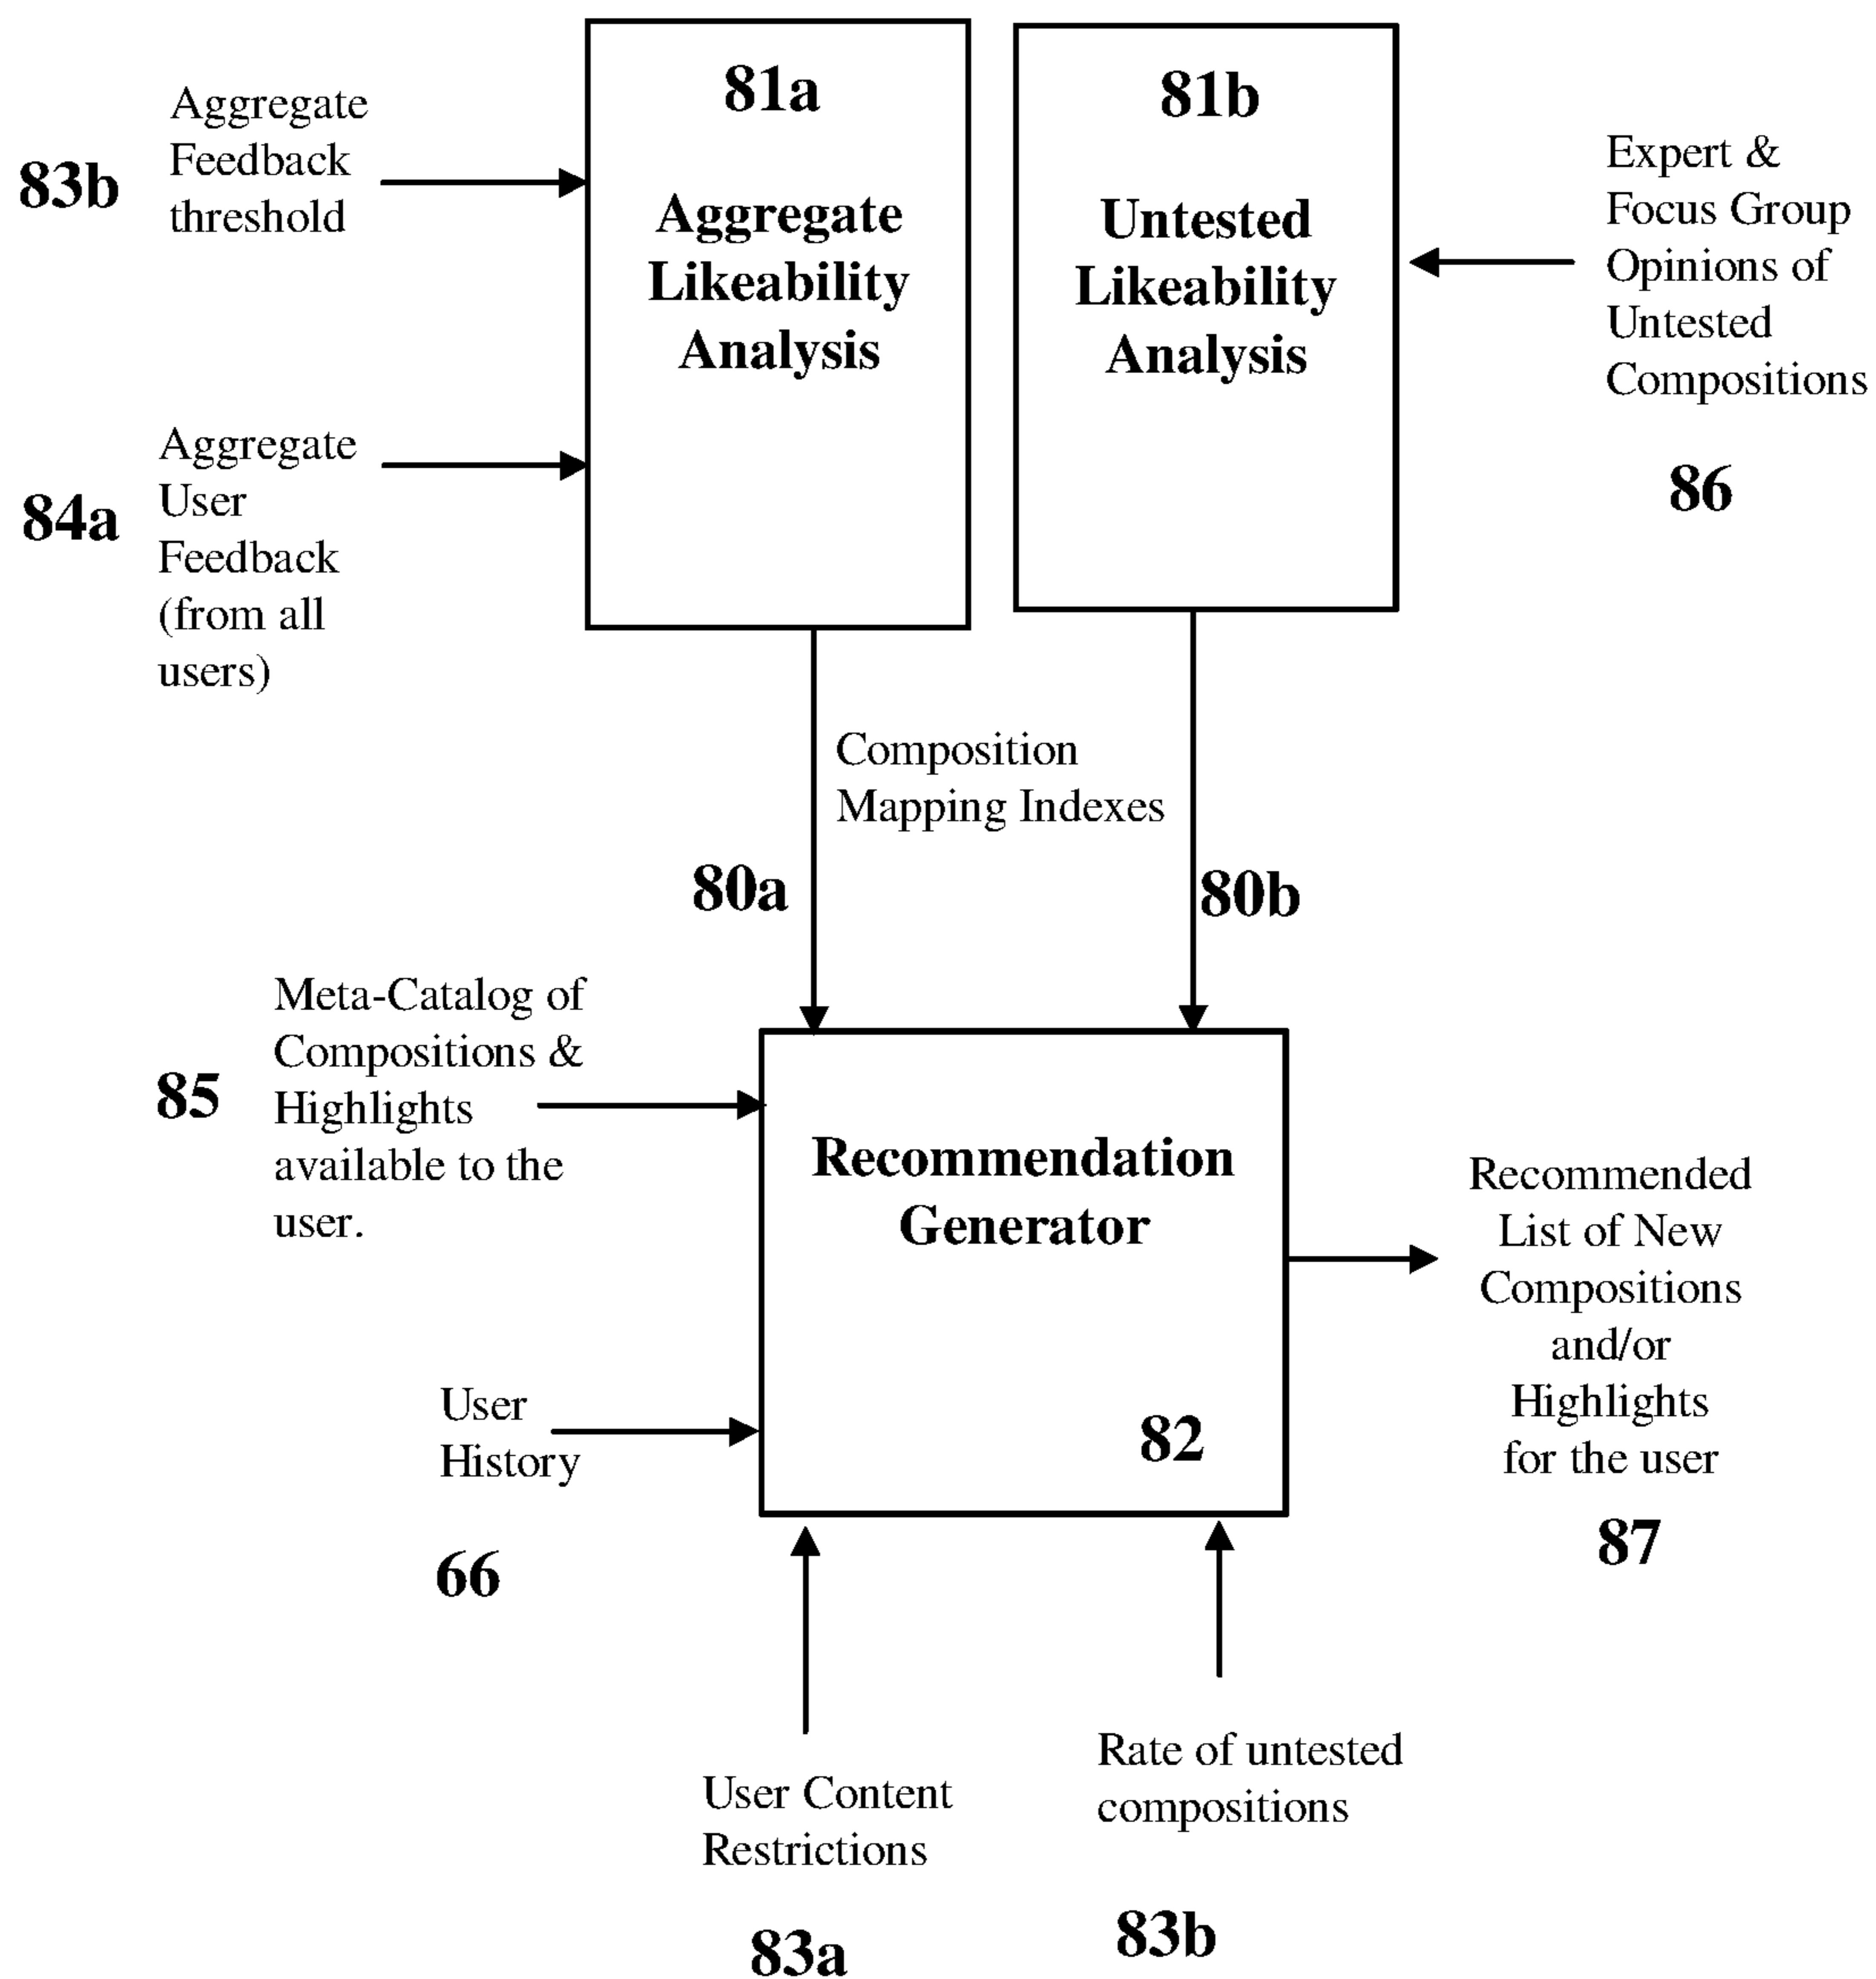 83b
Aggregate
Feedback
threshold
81a
Aggregate
Likeability
Analysis
81b
Untested
Likeability
Analysis
Expert &
Focus Group
Opinions of
Untested
Compositions
86
84a
Aggregate
User
Feedback
(from all
users)
Composition
Mapping Indexes
80a
80b
85
Meta-Catalog of
Compositions &
Highlights
available to the
user.
Recommendation
Generator
82
User
History
66
Recommended
List of New
Compositions
and/or
Highlights
for the user
87
User Content
Restrictions
83a
Rate of untested
compositions
83b